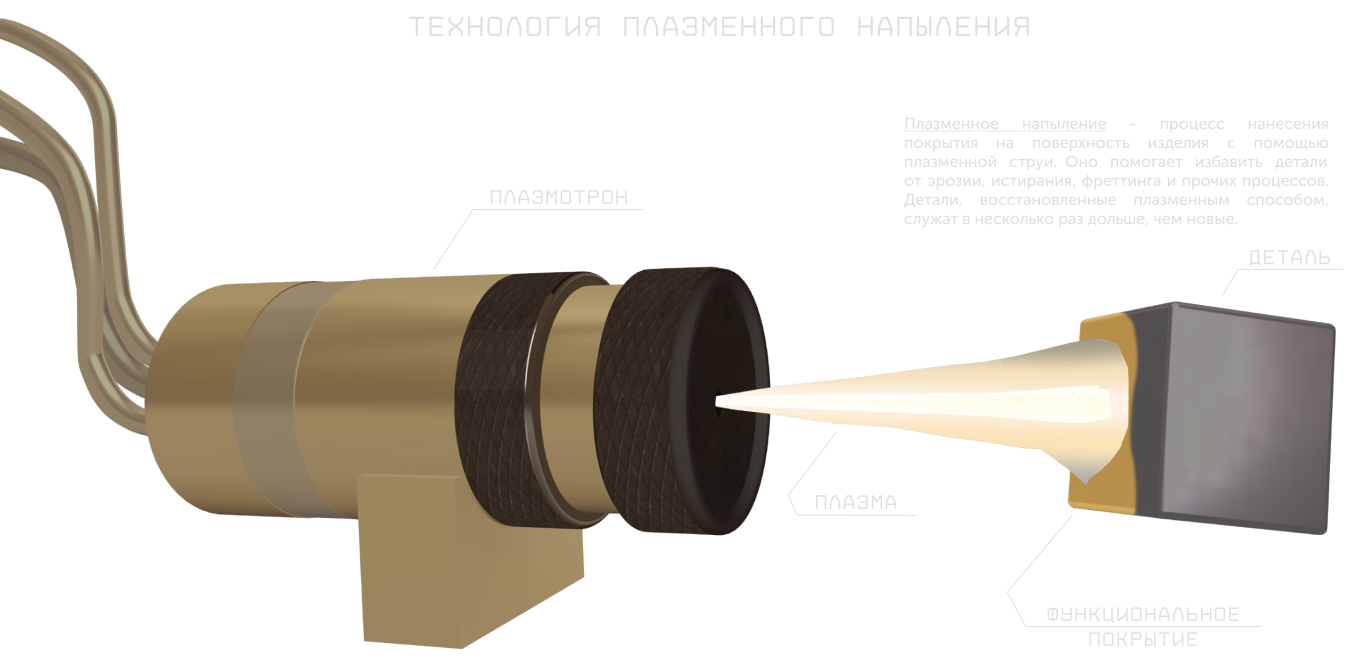 ТЕХНОЛОГИЯ ПЛАЗМЕННОГО НАПЫЛЕНИЯ
Плазменное напыление - процесс нанесения
покрытия на поверхность изделия с помощью
плазменной струи. Оно помогает избавить детали
от эрозии, истирания, фреттинга и прочих процессов.
Детали, восстановленные плазменным способом,
служат в несколько раз дольше, чем новые.
ПЛАЗМОТРОН
ДЕТАЛЬ
ПЛАЗМА
ФУНКЦИОНАЛЬНОЕ
ПОКРЫТИЕ